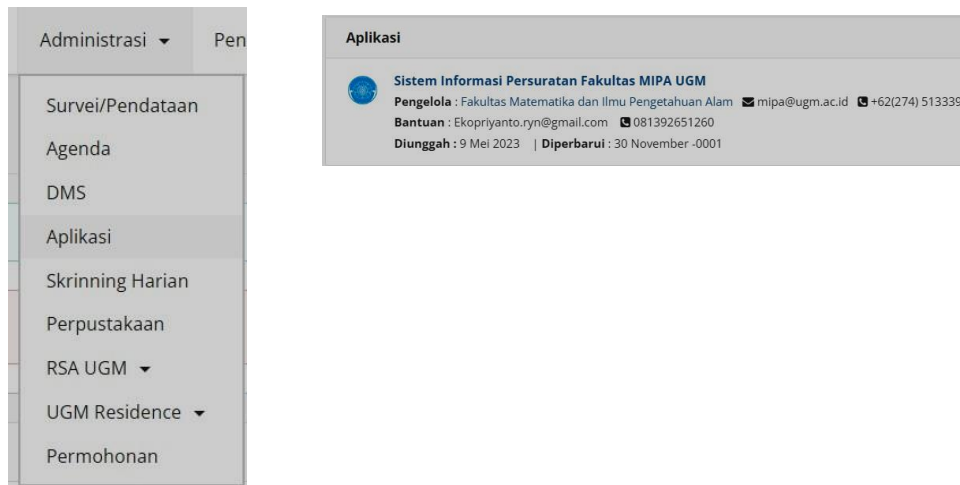 Administrasi
Pen
Survei/Pendataan
Agenda
DMS
Aplikasi
Skrinning Harian
Perpustakaan
RSA UGM
UGM Residence
Permohonan
Aplikasi
Sistem Informasi Persuratan Fakultas MIPA UGM
Pengelola : Fakultas Matematika dan Ilmu Pengetahuan Alam mipa@ugm.ac.id +62(274) 513339
Bantuan : Ekopriyanto.ryn@gmail.com 081392651260
Diunggah : 9 Mei 2023 | Diperbarui : 30 November -0001